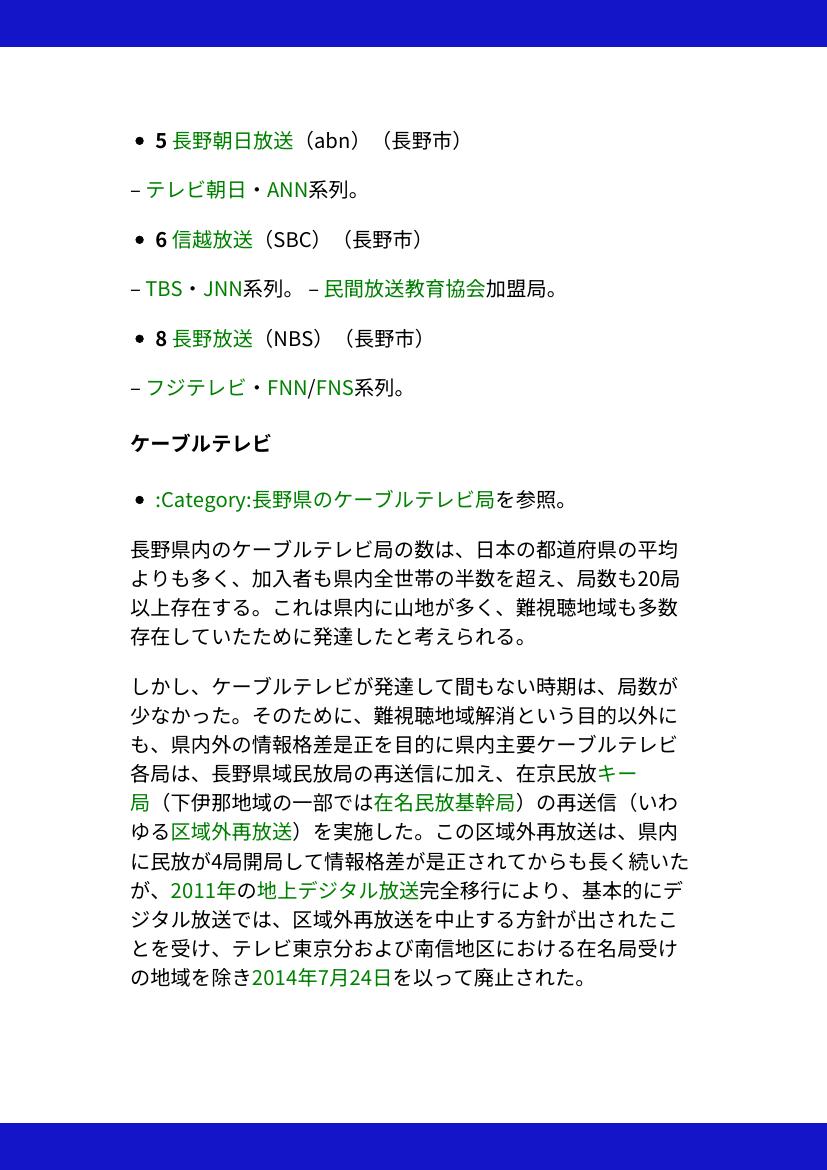 • 5 長野朝日放送（abn）（長野市）
– テレビ朝日・ANN系列。
• 6 信越放送（SBC）（長野市）
– TBS・JNN系列。 – 民間放送教育協会加盟局。
• 8 長野放送（NBS）（長野市）
– フジテレビ・FNN/FNS系列。
ケーブルテレビ
• :Category:長野県のケーブルテレビ局を参照。
長野県内のケーブルテレビ局の数は、日本の都道府県の平均
よりも多く、加入者も県内全世帯の半数を超え、局数も20局
以上存在する。これは県内に山地が多く、難視聴地域も多数
存在していたために発達したと考えられる。
しかし、ケーブルテレビが発達して間もない時期は、局数が
少なかった。そのために、難視聴地域解消という目的以外に
も、県内外の情報格差是正を目的に県内主要ケーブルテレビ
各局は、長野県域民放局の再送信に加え、在京民放キー
局（下伊那地域の一部では在名民放基幹局）の再送信（いわ
ゆる区域外再放送）を実施した。この区域外再放送は、県内
に民放が4局開局して情報格差が是正されてからも長く続いた
が、2011年の地上デジタル放送完全移行により、基本的にデ
ジタル放送では、区域外再放送を中止する方針が出されたこ
とを受け、テレビ東京分および南信地区における在名局受け
の地域を除き2014年7月24日を以って廃止された。